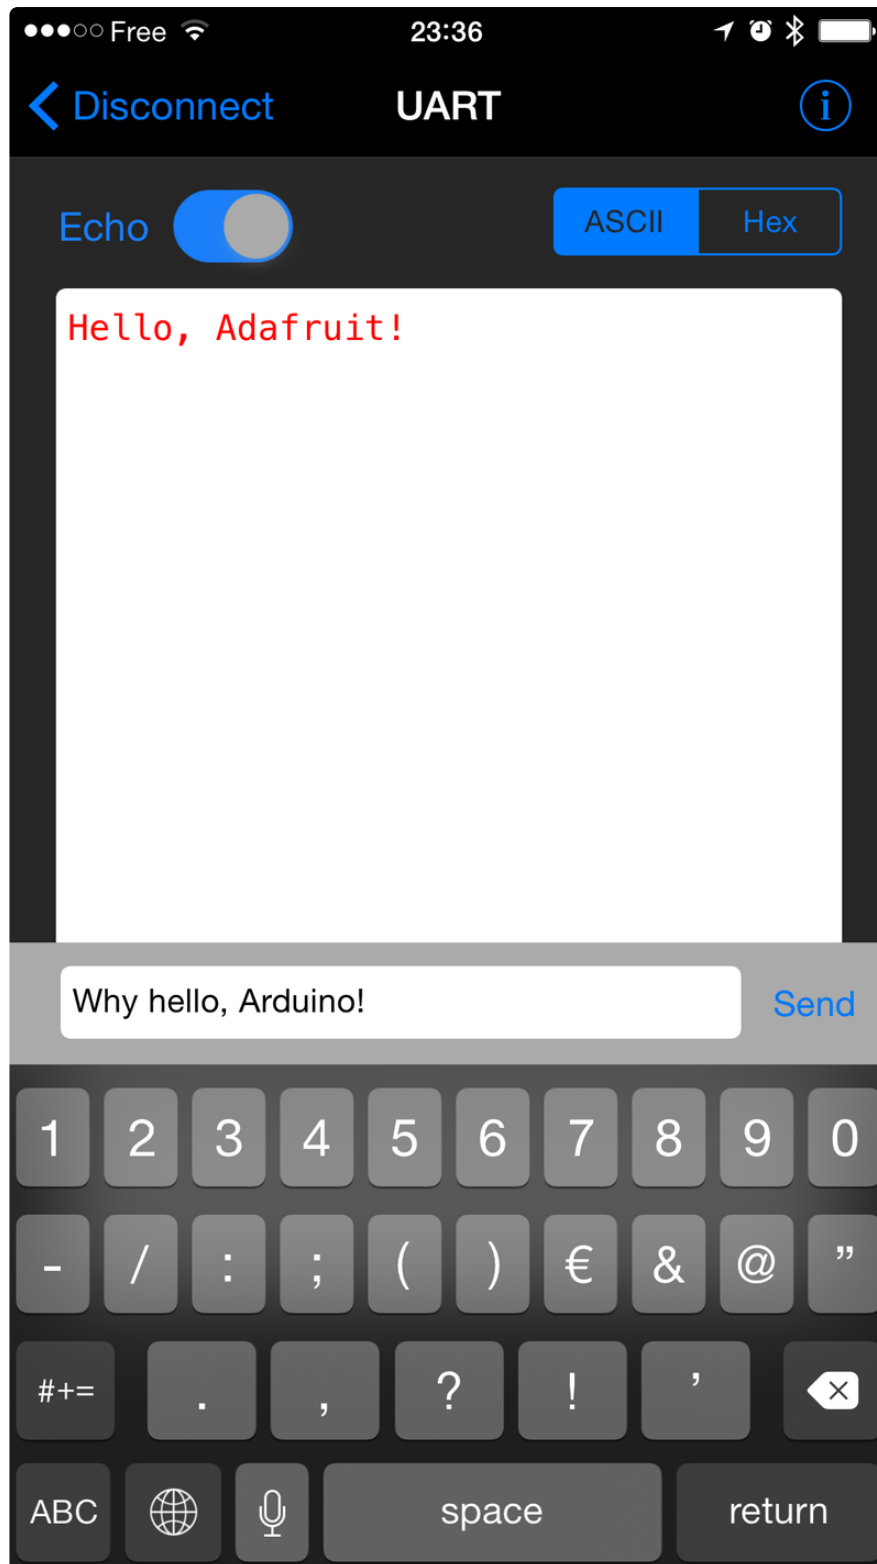 Free 23:36
Disconnect UART i
Echo ASCII Hex
Hello, Adafruit!
Why hello, Arduino! Send
1 2 3 4 5 6 7 8 9 0
- / : ; ( ) € & @ ”
#+= . , ? ! ’
ABC space return